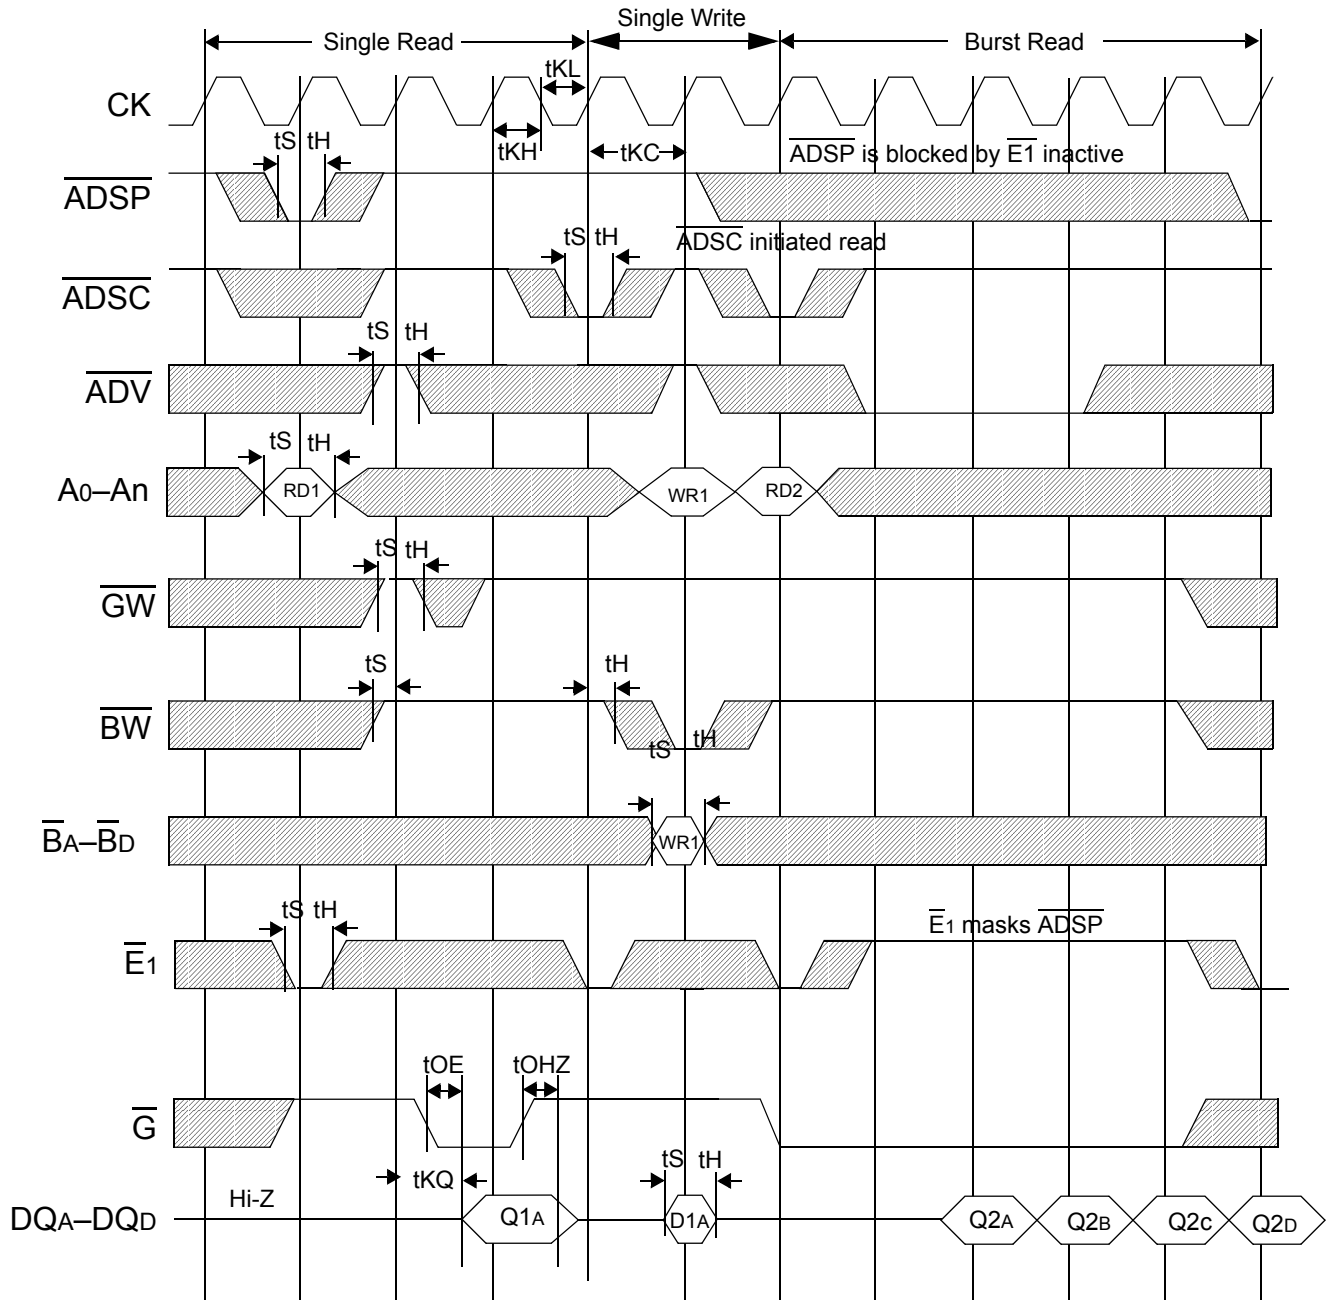 Single Write
Single Read
Burst Read
tKL
CK
tS tH
tKH
tKC
ADSP is blocked by E1 inactive
ADSP
tS tH
ADSC initiated read
ADSC
tS tH
ADV
tS tH
A0–An
RD1
WR1
RD2
tS tH
GW
tS
tH
BW
tS tH
BA–BD
WR1
tS tH
E1 masks ADSP
E1
tOE
tOHZ
G
tKQ
tS tH
Hi-Z
DQA–DQD
Q1A
D1A
Q2A
Q2B
Q2c
Q2D